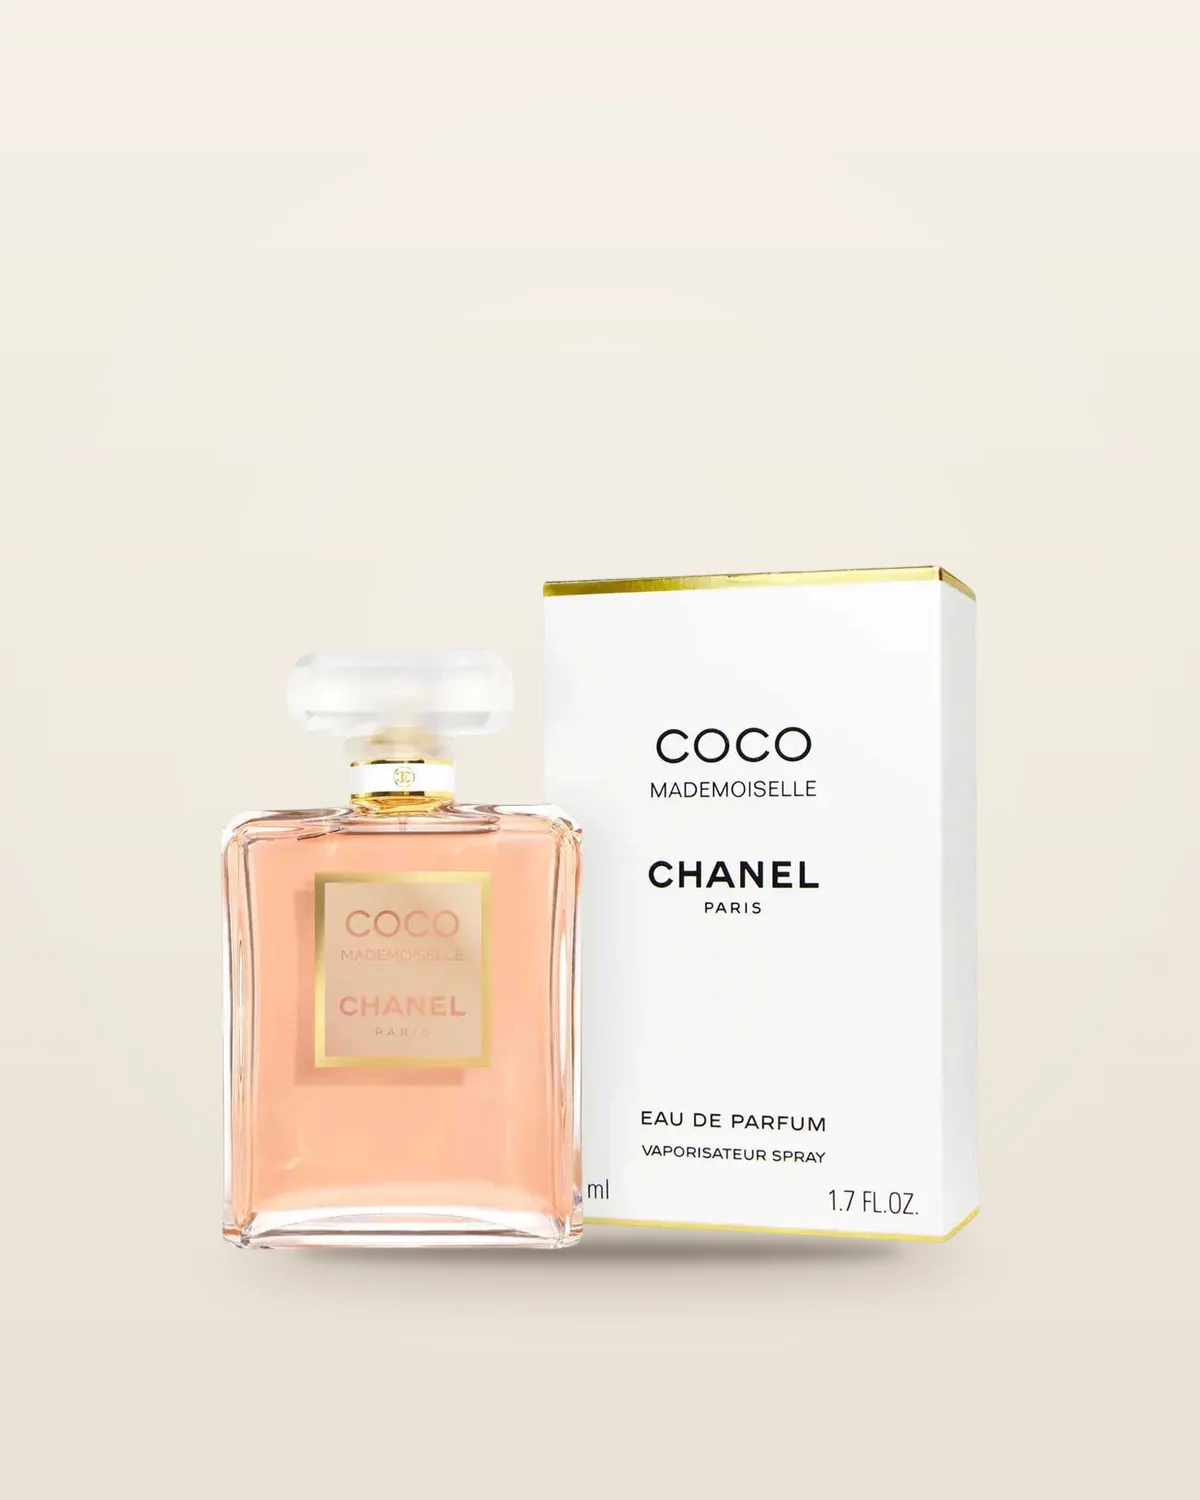 COCO
MADEMOISELLE
CHANEL
PARIS
COCO
MADEMOISELLE
CHANEL
PARIS
EAU DE PARFUM
VAPORISATEUR SPRAY
ml
1.7 FL.OZ.